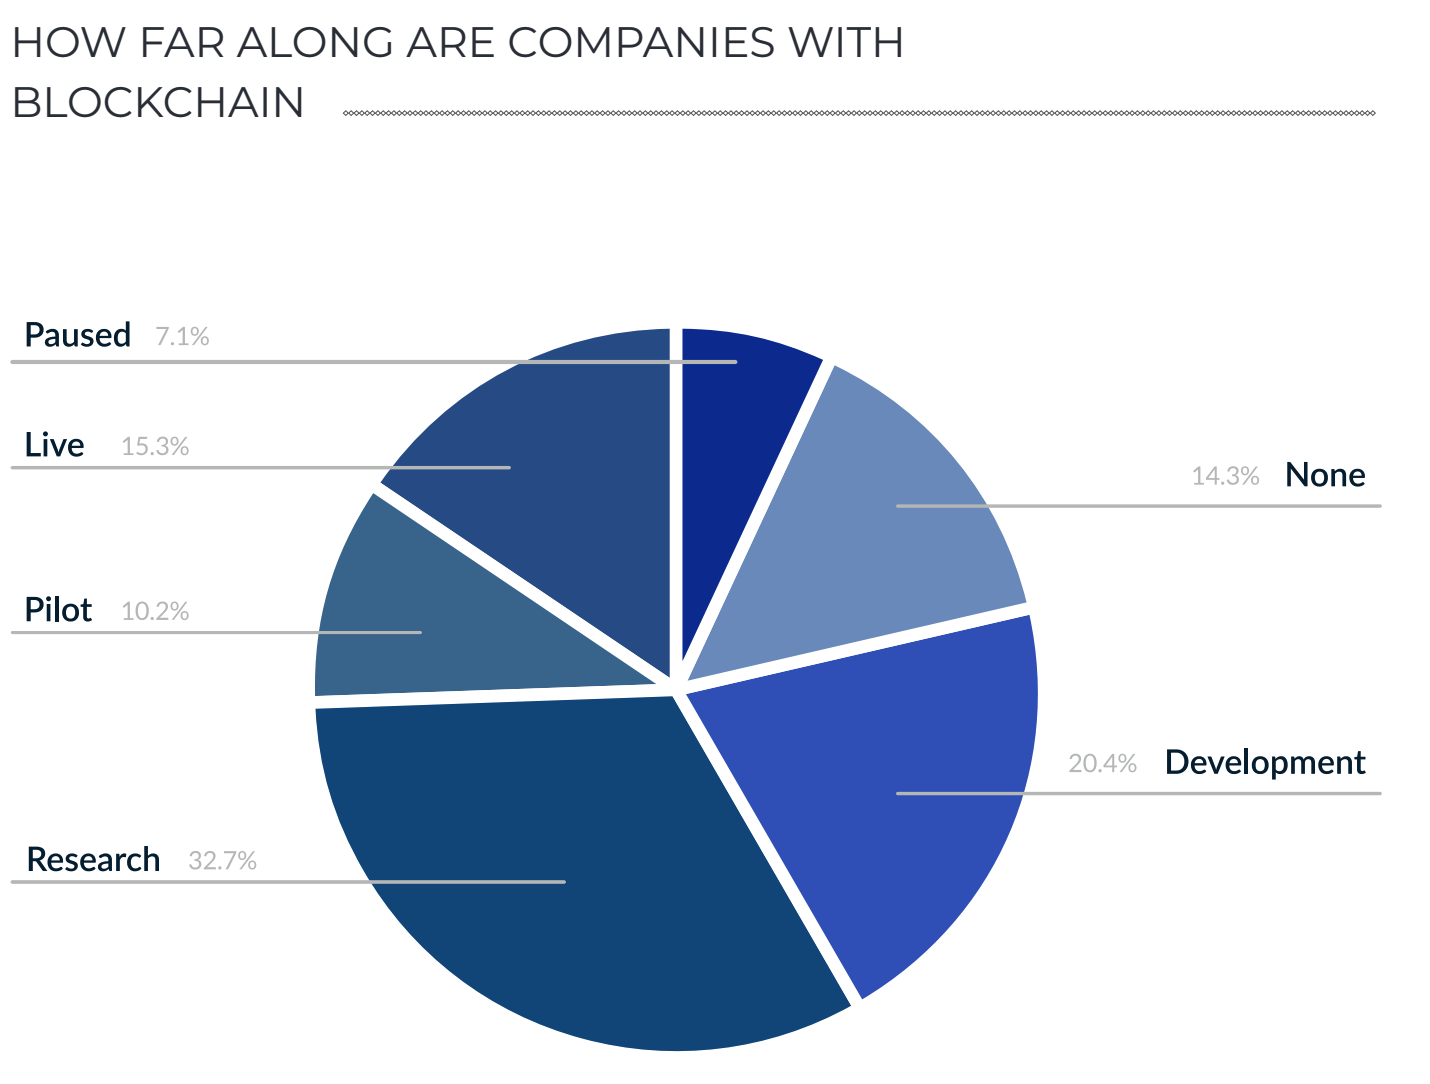 HOW FAR ALONG ARE COMPANIES WITH
BLOCKCHAIN
Paused 7.1%
Live 15.3%
14.3% None
Pilot 10.2%
20.4% Development
Research 32.7%